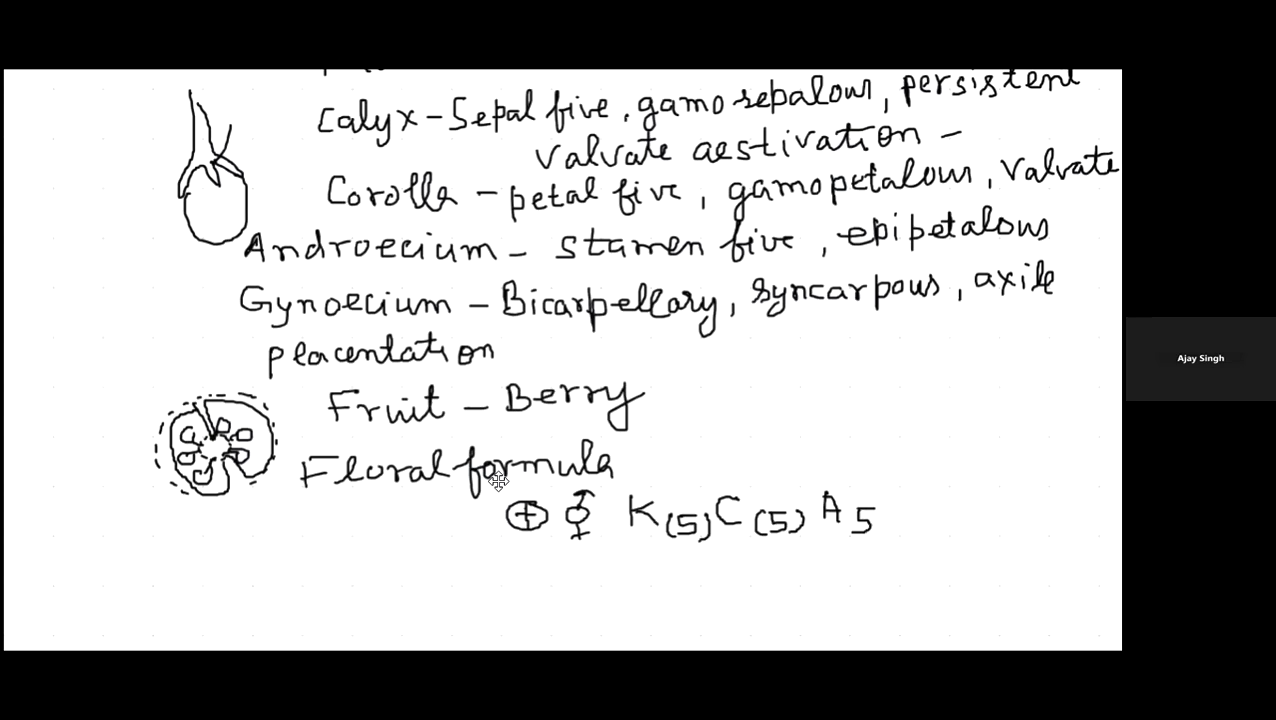 Calyx - Sepal five, gamosepalous, persistent
valvate aestivation -
Corolla - petal five, gamopetalous, valvate
Androecium - stamen five, epipetalous
Gynoecium - Bicarpellary, syncarpous, axile
placentation
Fruit - Berry
Floral formula
⊕ ⚥ K(5) C(5) A5
Ajay Singh